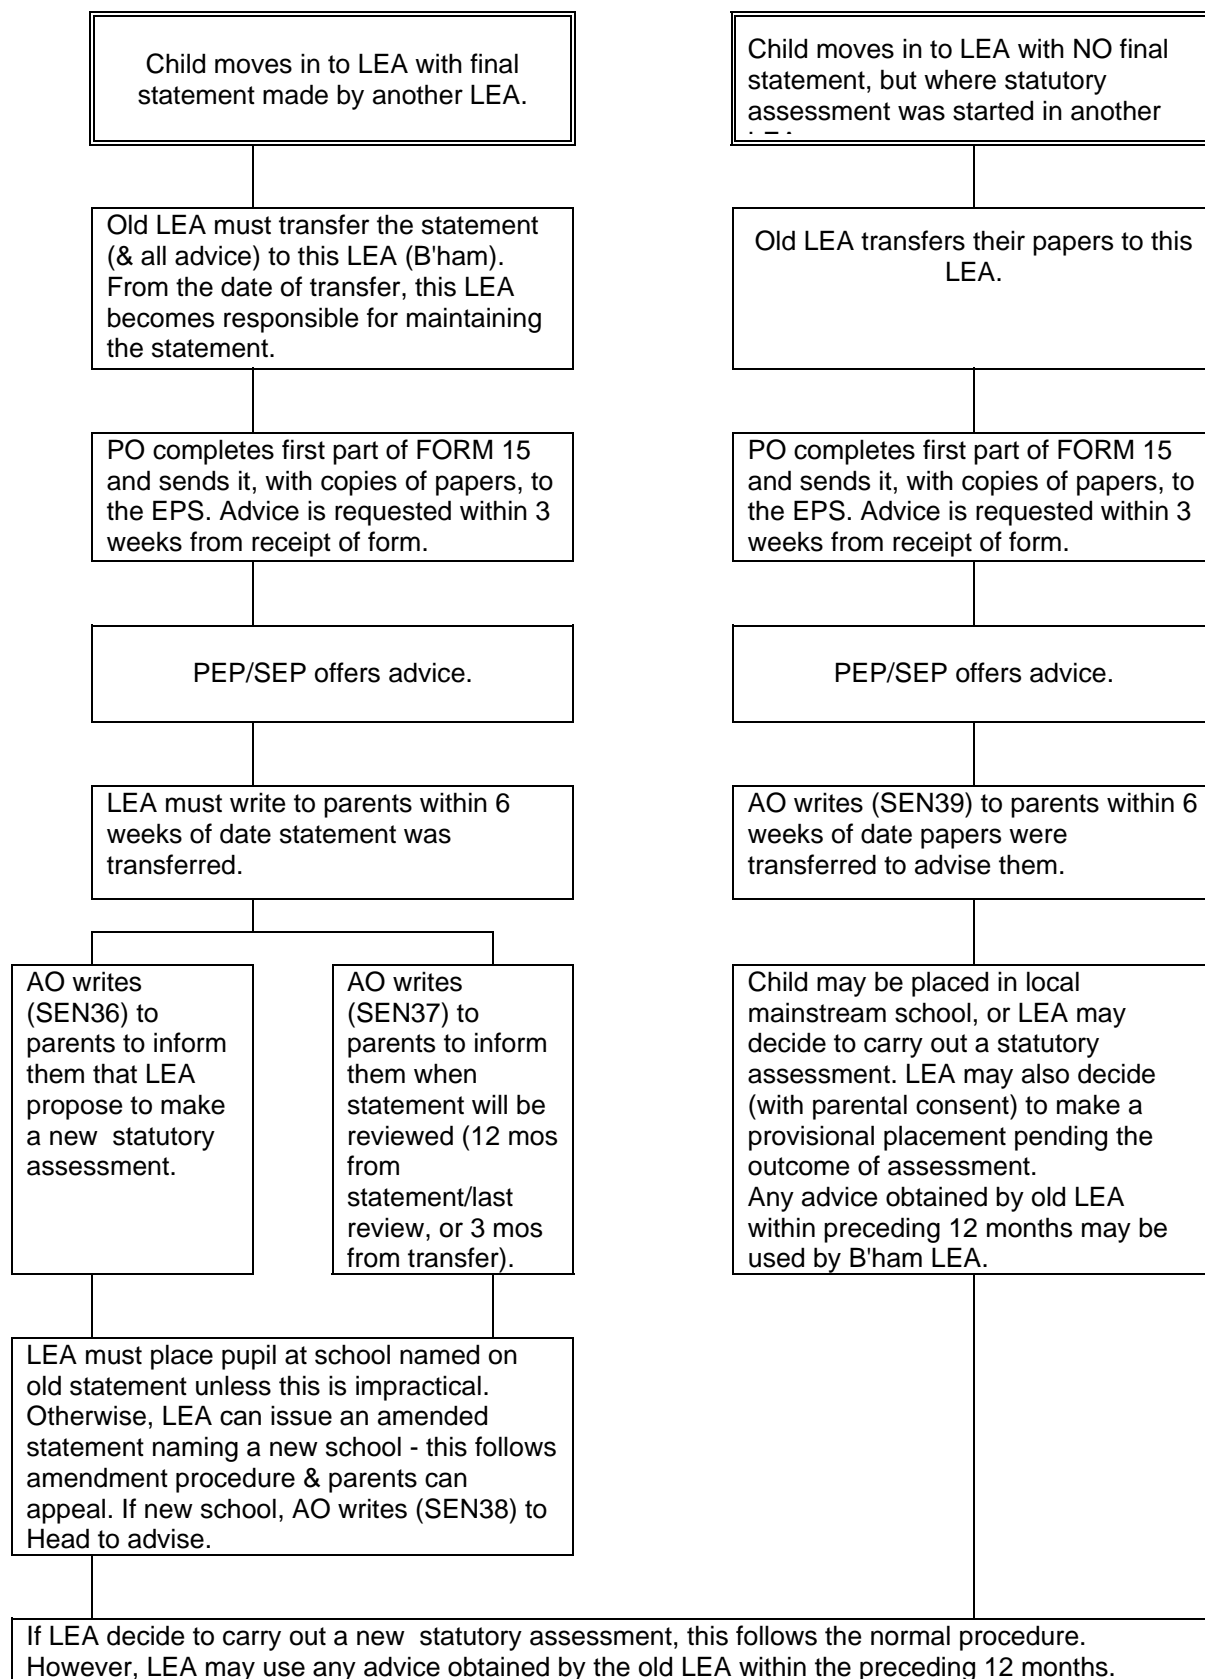 Child moves in to LEA with final
statement made by another LEA.
Child moves in to LEA with NO final
statement, but where statutory
assessment was started in another
Old LEA must transfer the statement
(& all advice) to this LEA (B'ham).
From the date of transfer, this LEA
becomes responsible for maintaining
the statement.
Old LEA transfers their papers to this
LEA.
PO completes first part of FORM 15
and sends it, with copies of papers, to
the EPS. Advice is requested within 3
weeks from receipt of form.
PO completes first part of FORM 15
and sends it, with copies of papers, to
the EPS. Advice is requested within 3
weeks from receipt of form.
PEP/SEP offers advice.
PEP/SEP offers advice.
LEA must write to parents within 6
weeks of date statement was
transferred.
AO writes (SEN39) to parents within 6
weeks of date papers were
transferred to advise them.
AO writes
(SEN36) to
parents to inform
them that LEA
propose to make
a new  statutory
assessment.
AO writes
(SEN37) to
parents to inform
them when
statement will be
reviewed (12 mos
from
statement/last
review, or 3 mos
from transfer).
Child may be placed in local
mainstream school, or LEA may
decide to carry out a statutory
assessment. LEA may also decide
(with parental consent) to make a
provisional placement pending the
outcome of assessment.
Any advice obtained by old LEA
within preceding 12 months may be
used by B'ham LEA.
LEA must place pupil at school named on
old statement unless this is impractical.
Otherwise, LEA can issue an amended
statement naming a new school - this follows
amendment procedure & parents can
appeal. If new school, AO writes (SEN38) to
Head to advise.
If LEA decide to carry out a new  statutory assessment, this follows the normal procedure.
However, LEA may use any advice obtained by the old LEA within the preceding 12 months.